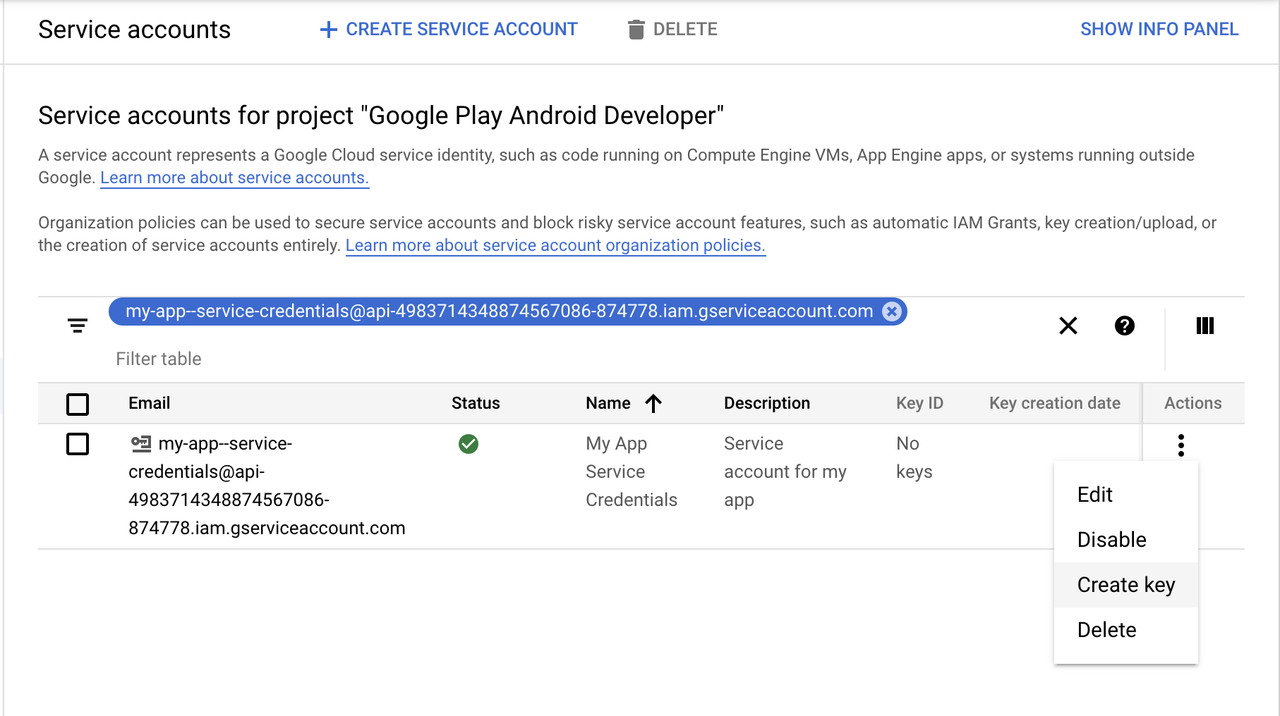 Service accounts
CREATE SERVICE ACCOUNT
DELETE
SHOW INFO PANEL
Service accounts for project "Google Play Android Developer"
A service account represents a Google Cloud service identity, such as code running on Compute Engine VMs, App Engine apps, or systems running outside
Google. Learn more about service accounts.
Organization policies can be used to secure service accounts and block risky service account features, such as automatic IAM Grants, key creation/upload, or
the creation of service accounts entirely. Learn more about service account organization policies.
my-app--service-credentials@api-4983714348874567086-874778.iam.gserviceaccount.com
Filter table
Email
Status
Name
Description
Key ID
Key creation date
Actions
my-app--service-
credentials@api-
4983714348874567086-
874778.iam.gserviceaccount.com
My App
Service
Credentials
Service
account for my
app
No
keys
Edit
Disable
Create key
Delete